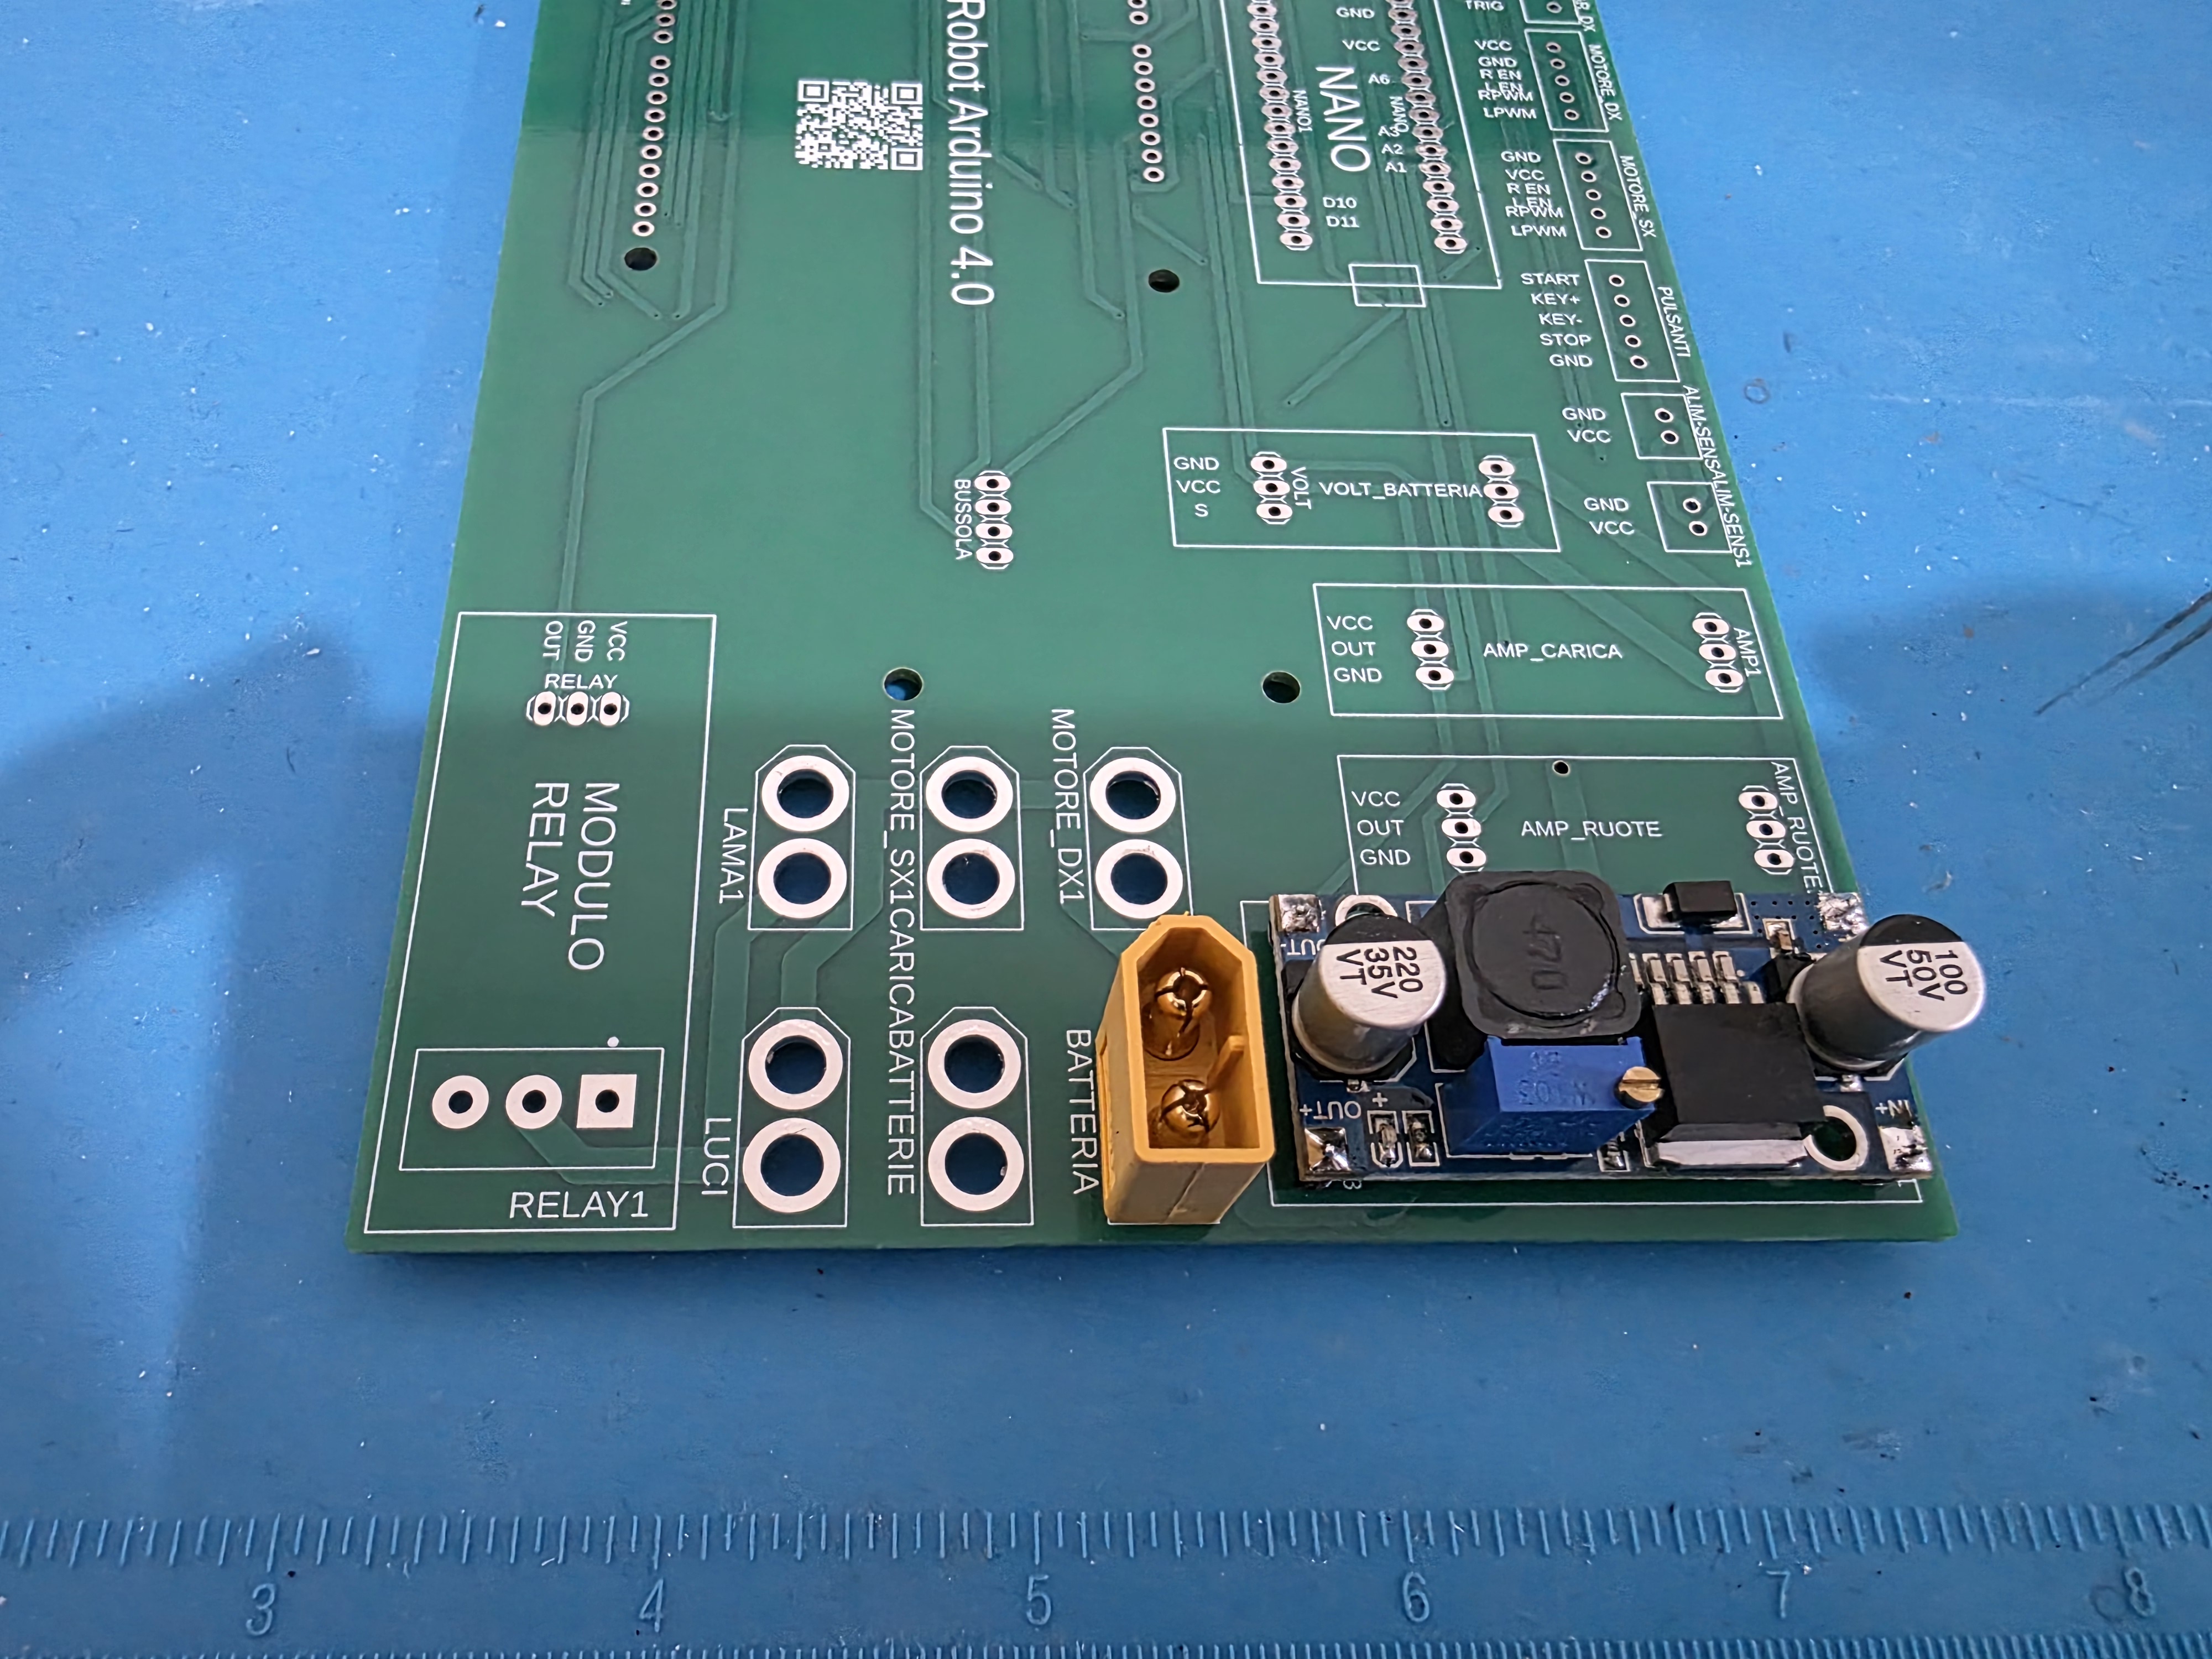 Robot Arduino 4.0
NANO
NANO1
NANO
GND
VCC
A6
A3
A2
A1
D10
D11
TRIG
VCC
GND
R EN
L EN
RPWM
LPWM
MOTORE_DX
GND
VCC
R EN
L EN
RPWM
LPWM
MOTORE_SX
START
KEY+
KEY-
STOP
GND
PULSANTI
GND
VCC
ALIM-SENS
GND
VCC
ALIM-SENS1
GND
VCC
S
VOLT
VOLT_BATTERIA
BUSSOLA
VCC
OUT
GND
AMP_CARICA
AMP1
VCC
OUT
GND
AMP_RUOTE
AMP_RUOTE
VCC
GND
OUT
RELAY
MODULO
RELAY
RELAY1
LAMA1
MOTORE_SX1
MOTORE_DX1
LUCI
CARICABATTERIE
BATTERIA
220
35V
VT
470
100
50V
VT
OUT+
IN+
3
4
5
6
7
8